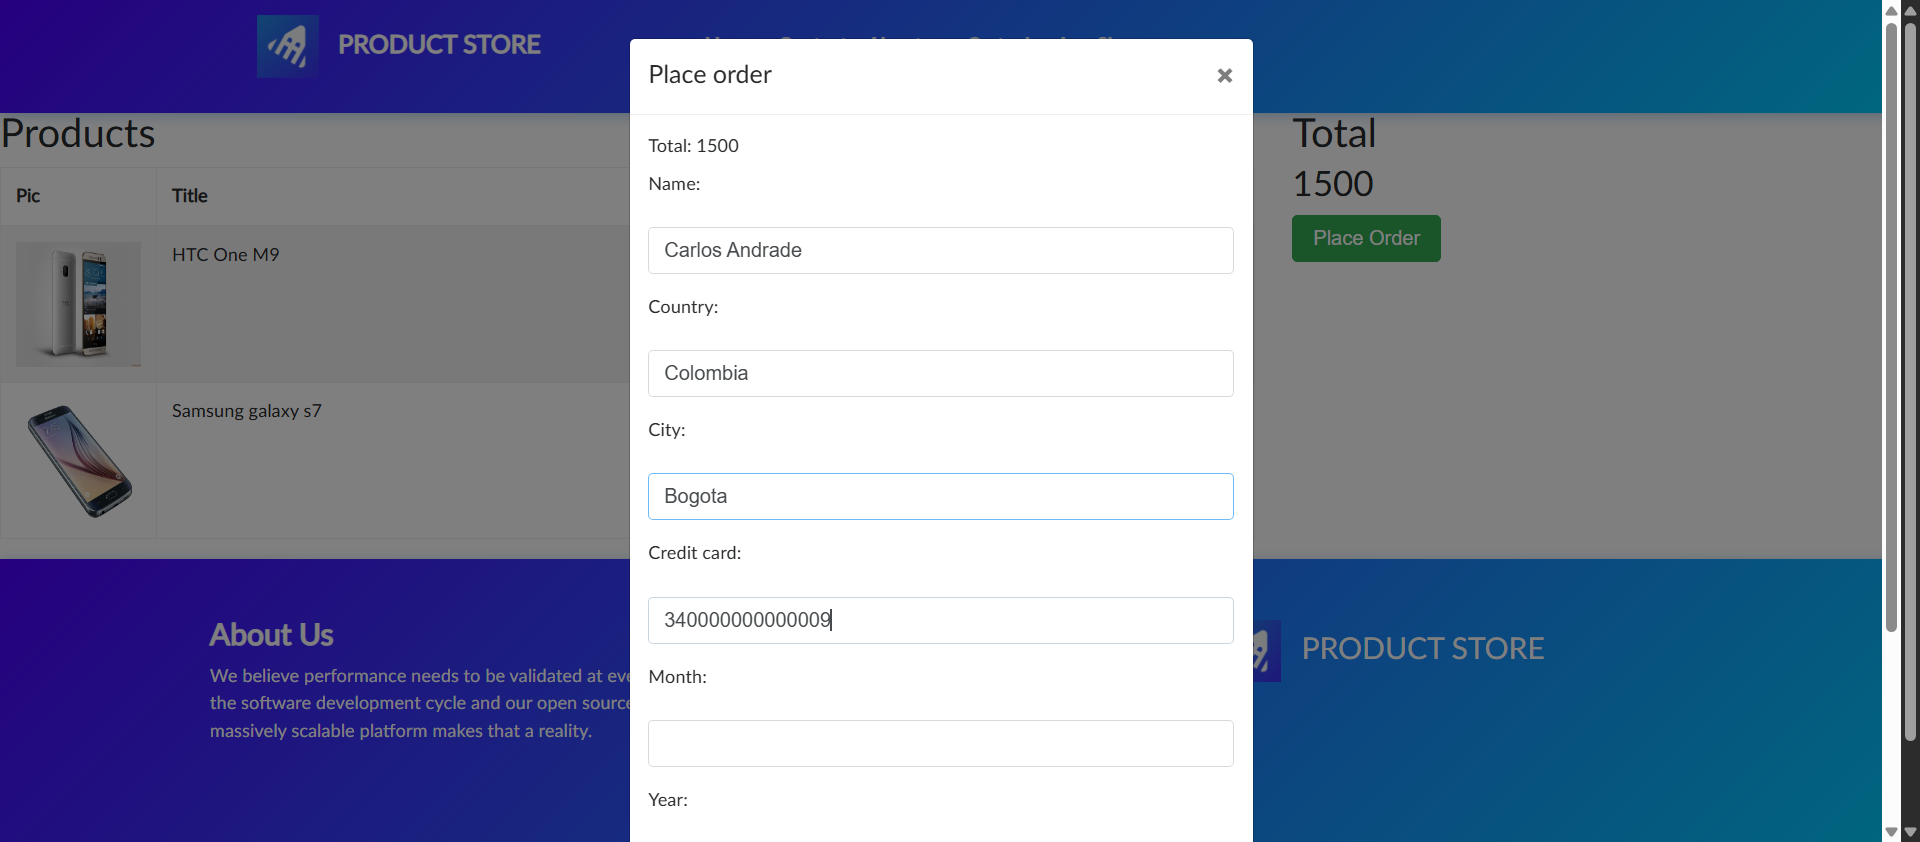 PRODUCT STORE
Place order
Products
Total
Total: 1500
1500
Name:
Pic
Title
Place Order
HTC One M9
Carlos Andrade
Country:
Colombia
Samsung galaxy s7
City:
Bogota
Credit card:
340000000000009
About Us
PRODUCT STORE
We believe performance needs to be validated at
the software development cycle and our open source
massively scalable platform makes that a reality.
Month:
Year: